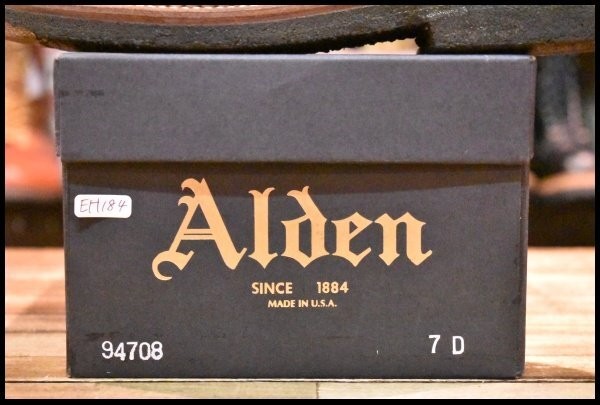 EH184
Alden
SINCE 1884
MADE IN U.S.A.
94708 7 D